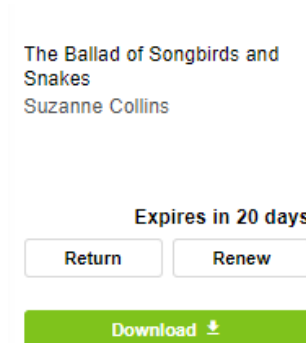 The Ballad of Songbirds and
Snakes
Suzanne Collins
Expires in 20 days
Return Renew
Download